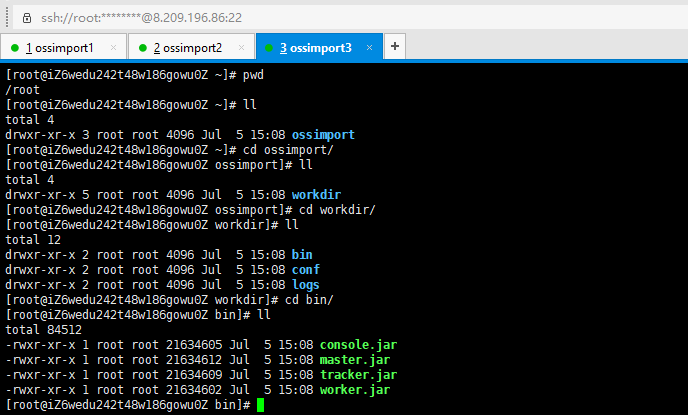 ssh://root:********@8.209.196.86:22
1 ossimport1 × 2 ossimport2 × 3 ossimport3 × +
[root@iZ6wedu242t48w186gowu0Z ~]# pwd
/root
[root@iZ6wedu242t48w186gowu0Z ~]# ll
total 4
drwxr-xr-x 3 root root 4096 Jul  5 15:08 ossimport
[root@iZ6wedu242t48w186gowu0Z ~]# cd ossimport/
[root@iZ6wedu242t48w186gowu0Z ossimport]# ll
total 4
drwxr-xr-x 5 root root 4096 Jul  5 15:08 workdir
[root@iZ6wedu242t48w186gowu0Z ossimport]# cd workdir/
[root@iZ6wedu242t48w186gowu0Z workdir]# ll
total 12
drwxr-xr-x 2 root root 4096 Jul  5 15:08 bin
drwxr-xr-x 2 root root 4096 Jul  5 15:08 conf
drwxr-xr-x 2 root root 4096 Jul  5 15:08 logs
[root@iZ6wedu242t48w186gowu0Z workdir]# cd bin/
[root@iZ6wedu242t48w186gowu0Z bin]# ll
total 84512
-rwxr-xr-x 1 root root 21634605 Jul  5 15:08 console.jar
-rwxr-xr-x 1 root root 21634612 Jul  5 15:08 master.jar
-rwxr-xr-x 1 root root 21634609 Jul  5 15:08 tracker.jar
-rwxr-xr-x 1 root root 21634602 Jul  5 15:08 worker.jar
[root@iZ6wedu242t48w186gowu0Z bin]#